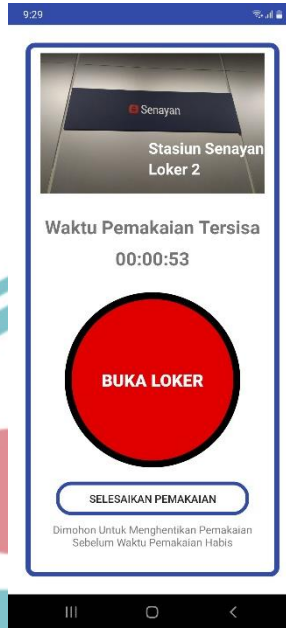 9:29
Senayan
Stasiun Senayan
Loker 2
Waktu Pemakaian Tersisa
00:00:53
BUKA LOKER
SELESAIKAN PEMAKAIAN
Dimohon Untuk Menghentikan Pemakaian
Sebelum Waktu Pemakaian Habis